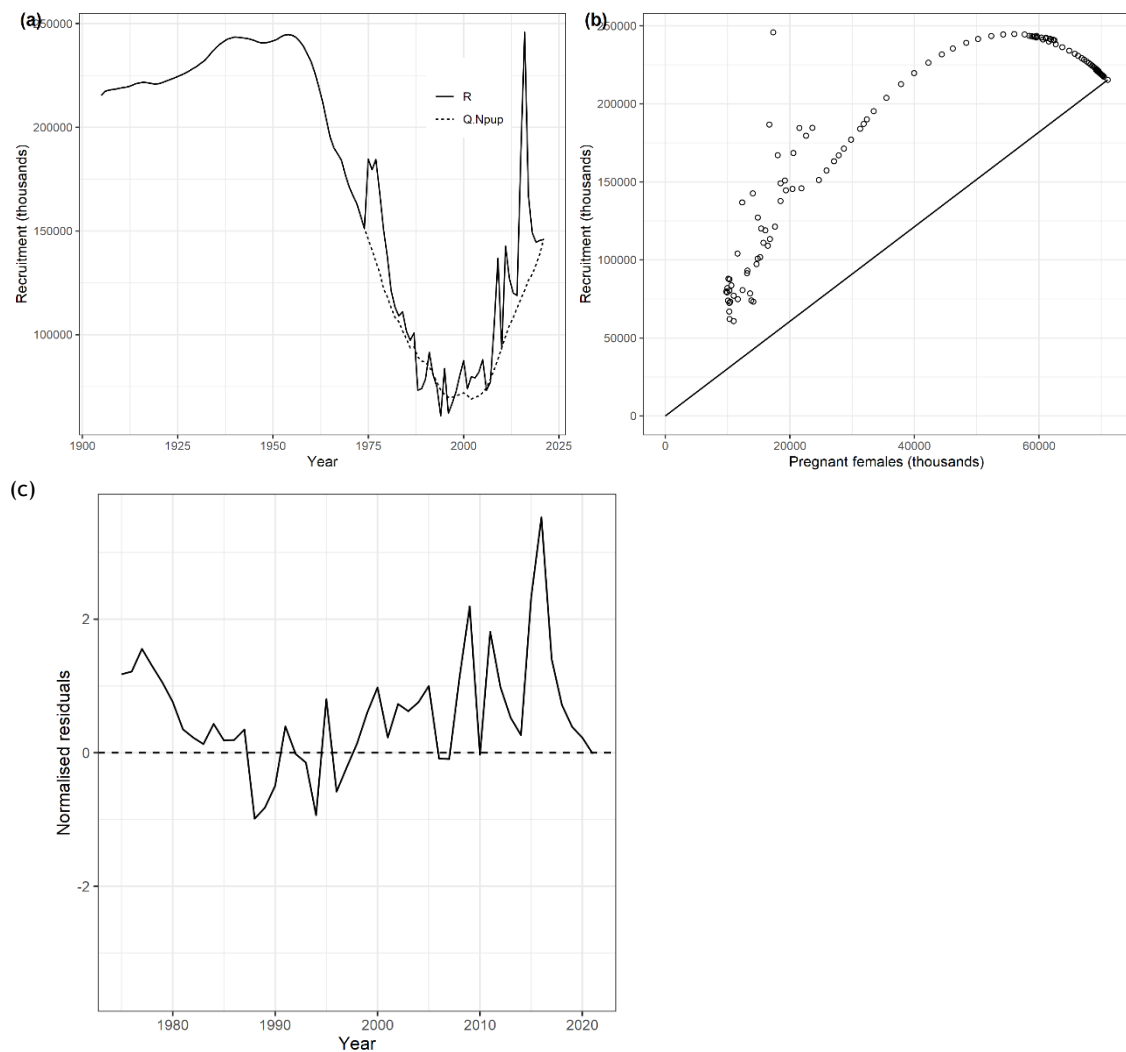 (a)
250000
200000
150000
100000
Recruitment (thousands)
R
Q.Npup
1900
1925
1950
1975
2000
2025
Year
(b)
250000
200000
150000
100000
50000
0
Recruitment (thousands)
0
20000
40000
60000
Pregnant females (thousands)
(c)
2
0
-2
Normalised residuals
1980
1990
2000
2010
2020
Year